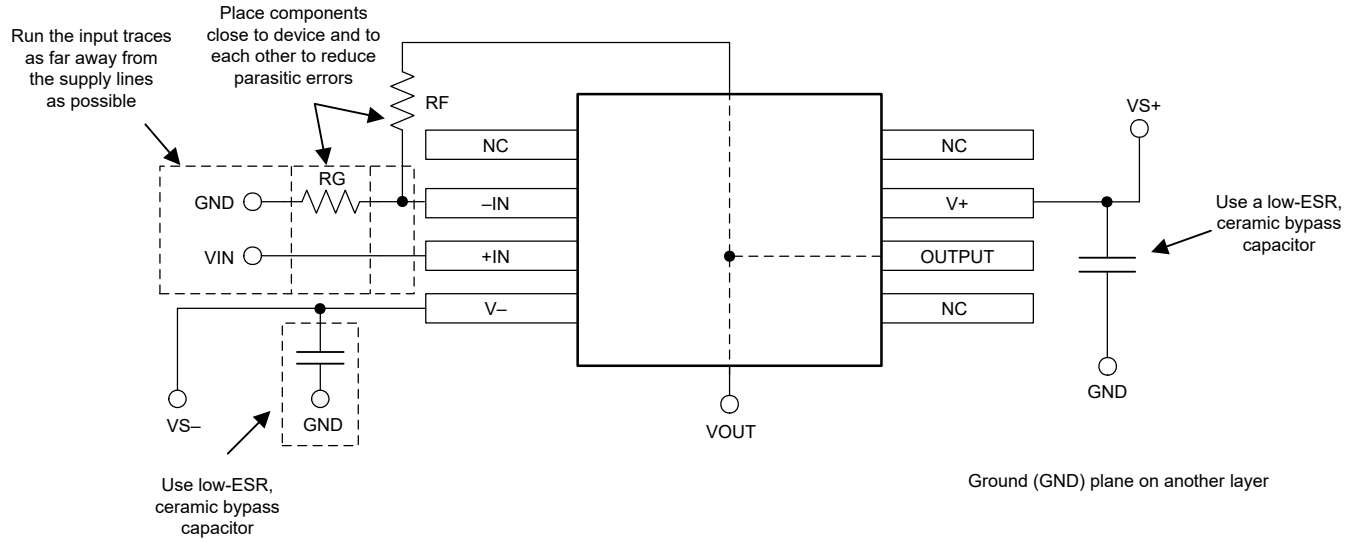 Place components
close to device and to
each other to reduce
parasitic errors
Run the input traces
as far away from
the supply lines
as possible
RF
VS+
NC
NC
RG
GND
–IN
V+
Use a low-ESR,
ceramic bypass
capacitor
VIN
+IN
OUTPUT
V–
NC
GND
VS–
GND
VOUT
Use low-ESR,
ceramic bypass
capacitor
Ground (GND) plane on another layer